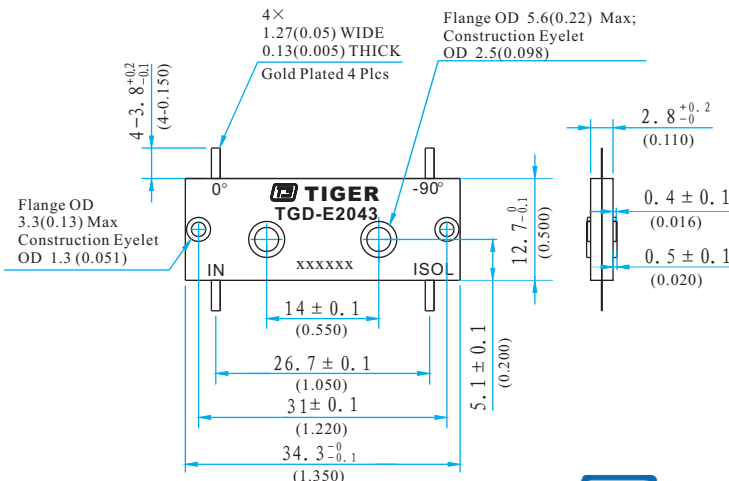 4×
1.27(0.05) WIDE
0.13(0.005) THICK
Gold Plated 4 Plcs
Flange OD 5.6(0.22) Max;
Construction Eyelet
OD 2.5(0.098)
4-3.8+0.2-0.1
(4-0.150)
2.8+0.2-0
(0.110)
0° TIGER -90°
TGD-E2043
Flange OD
3.3(0.13) Max
Construction Eyelet
OD 1.3 (0.051)
IN xxxxxx ISOL
12.7-0-0.1
(0.500)
0.4±0.1
(0.016)
0.5±0.1
(0.020)
14±0.1
(0.550)
5.1±0.1
(0.200)
26.7±0.1
(1.050)
31±0.1
(1.220)
34.3-0-0.1
(1.350)